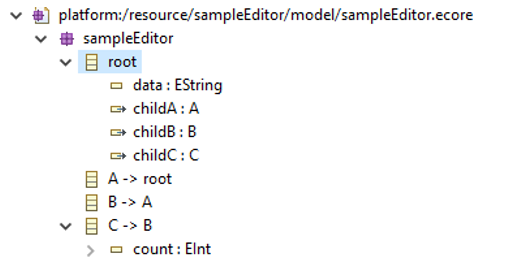 platform:/resource/sampleEditor/model/sampleEditor.ecore
sampleEditor
root
data : EString
childA : A
childB : B
childC : C
A -> root
B -> A
C -> B
count : EInt